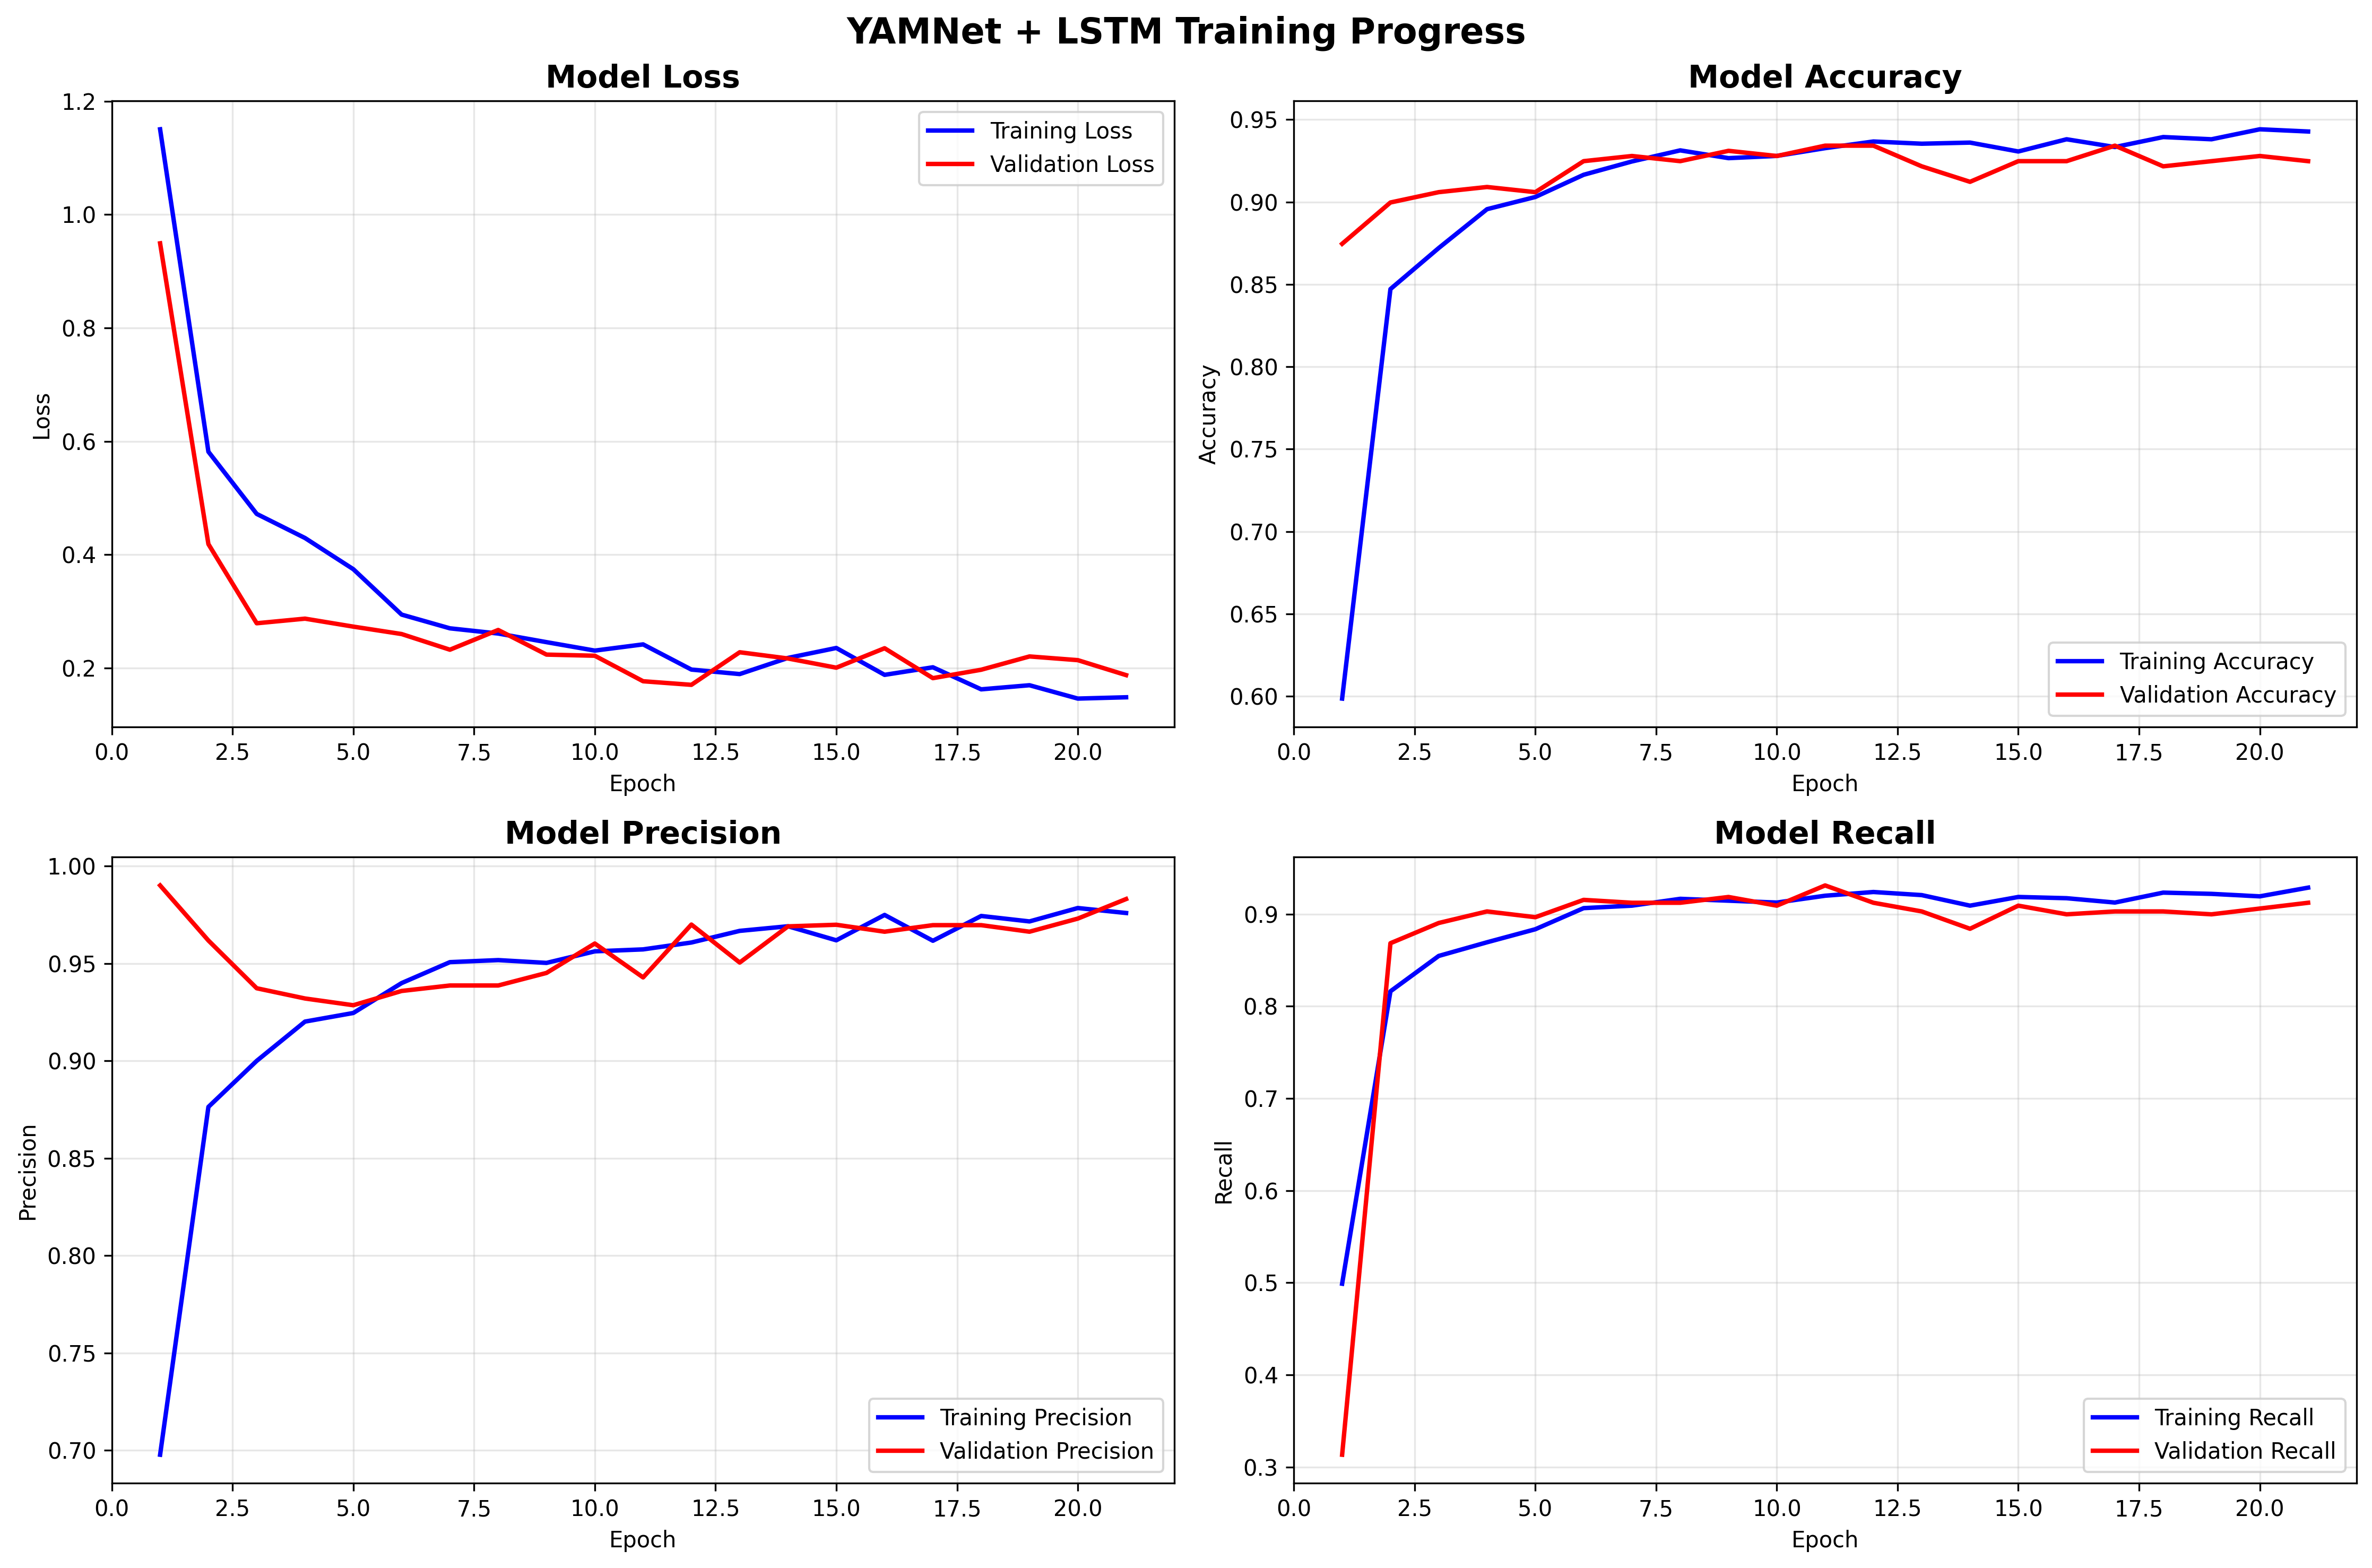 YAMNet + LSTM Training Progress
Model Loss
1.2
1.0
0.8
0.6
0.4
0.2
Loss
0.0 2.5 5.0 7.5 10.0 12.5 15.0 17.5 20.0
Epoch
Training Loss
Validation Loss
Model Accuracy
0.95
0.90
0.85
0.80
0.75
0.70
0.65
0.60
Accuracy
0.0 2.5 5.0 7.5 10.0 12.5 15.0 17.5 20.0
Epoch
Training Accuracy
Validation Accuracy
Model Precision
1.00
0.95
0.90
0.85
0.80
0.75
0.70
Precision
0.0 2.5 5.0 7.5 10.0 12.5 15.0 17.5 20.0
Epoch
Training Precision
Validation Precision
Model Recall
0.9
0.8
0.7
0.6
0.5
0.4
0.3
Recall
0.0 2.5 5.0 7.5 10.0 12.5 15.0 17.5 20.0
Epoch
Training Recall
Validation Recall